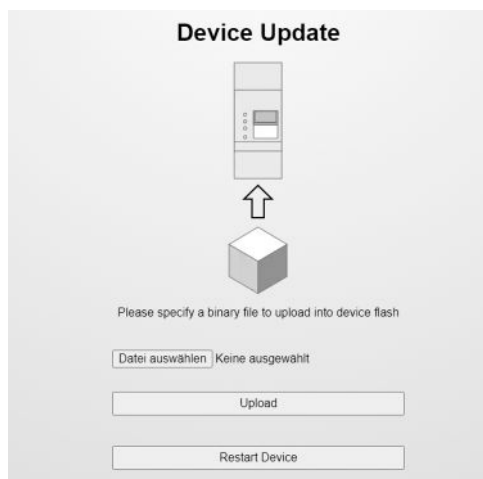 Device Update
Please specify a binary file to upload into device flash
Datei auswählen Keine ausgewählt
Upload
Restart Device